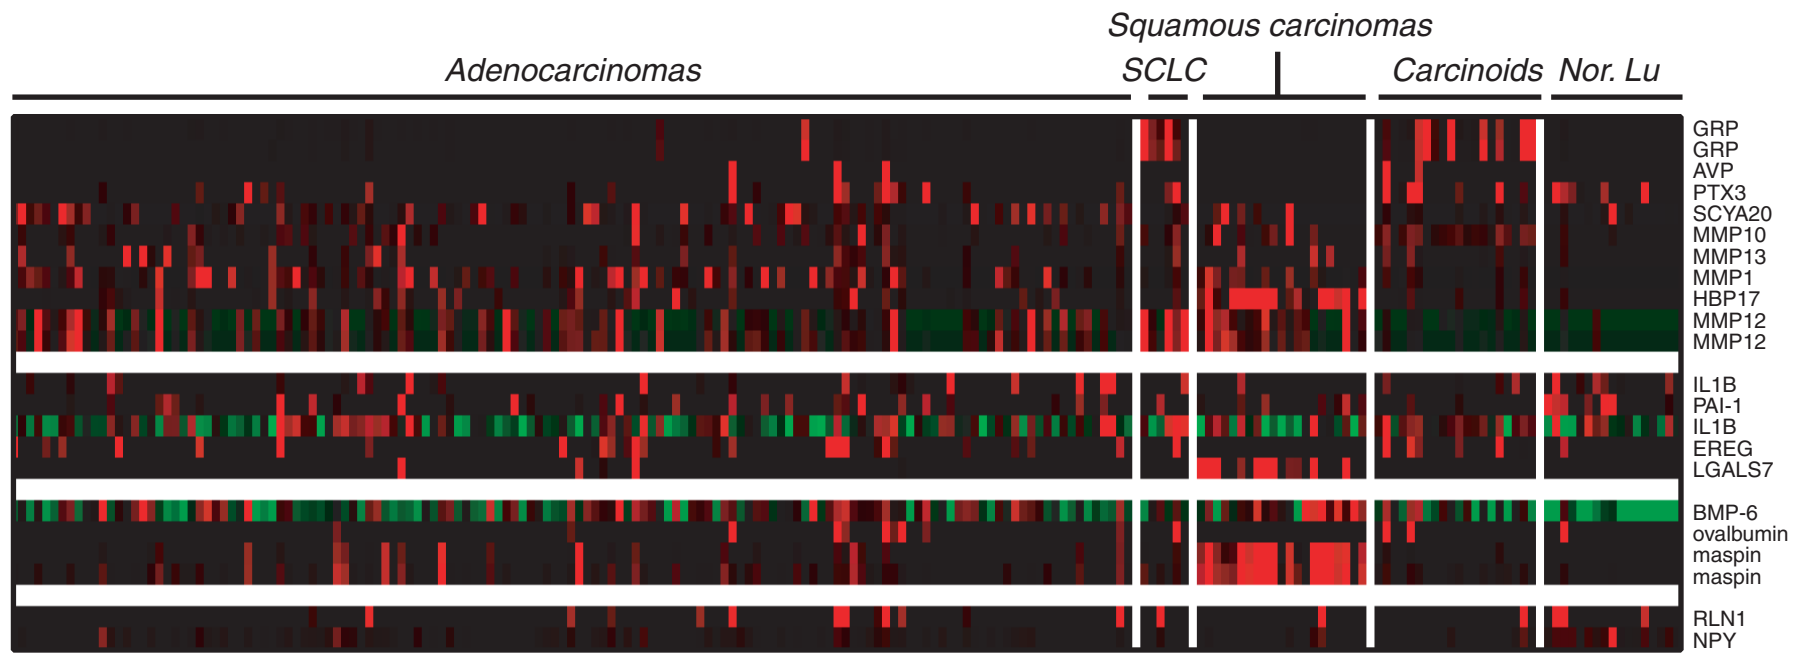 Squamous carcinomas
Adenocarcinomas SCLC Carcinoids Nor. Lu
GRP
GRP
AVP
PTX3
SCYA20
MMP10
MMP13
MMP1
HBP17
MMP12
MMP12
IL1B
PAI-1
IL1B
EREG
LGALS7
BMP-6
ovalbumin
maspin
maspin
RLN1
NPY